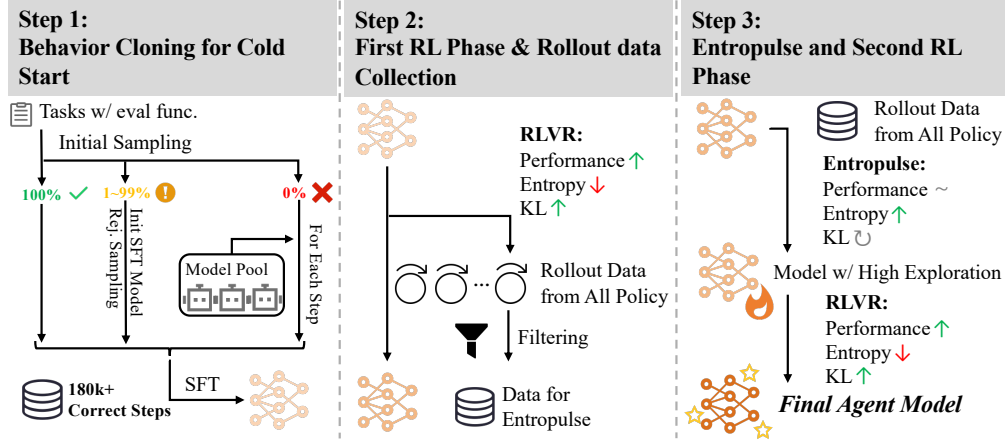 Step 1:
Behavior Cloning for Cold
Start
Tasks w/ eval func.
Initial Sampling
100%
1~99%
0%
Init SFT Model
Rej. Sampling
For Each
Step
Model Pool
180k+
Correct Steps
SFT
Step 2:
First RL Phase & Rollout data
Collection
RLVR:
Performance ↑
Entropy ↓
KL ↑
...
Rollout Data
from All Policy
Filtering
Data for
Entropulse
Step 3:
Entropulse and Second RL
Phase
Rollout Data
from All Policy
Entropulse:
Performance ~
Entropy ↑
KL ↻
Model w/ High Exploration
RLVR:
Performance ↑
Entropy ↓
KL ↑
Final Agent Model